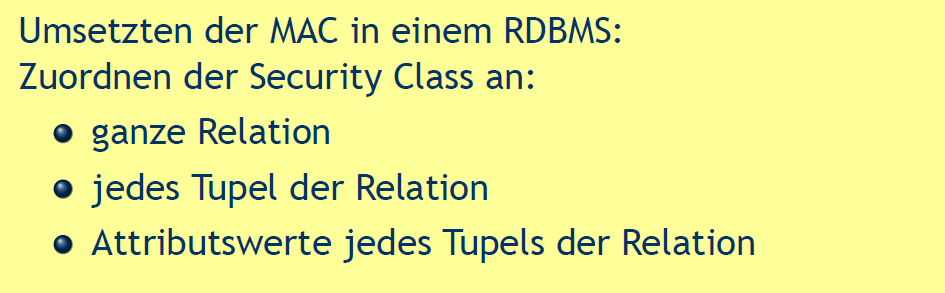 Umsetzten der MAC in einem RDBMS:
Zuordnen der Security Class an:
ganze Relation
jedes Tupel der Relation
Attributswerte jedes Tupels der Relation